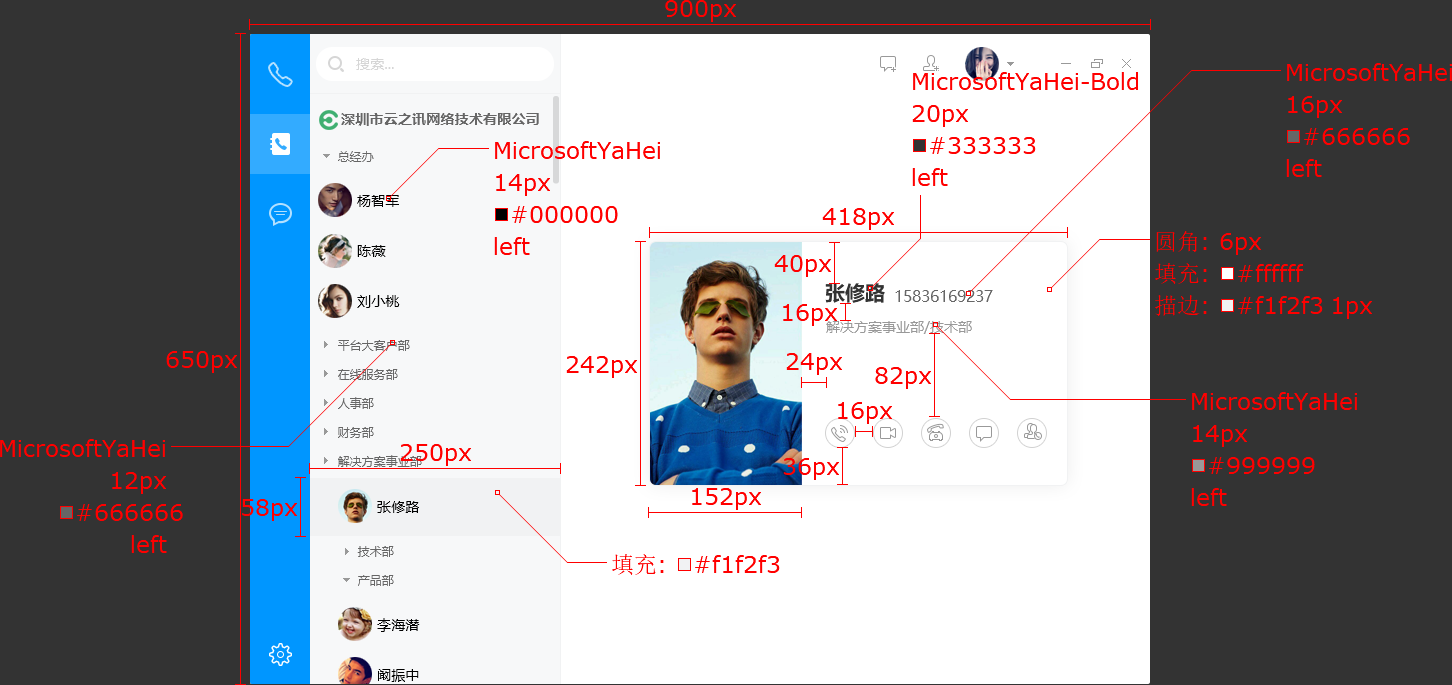 900px
搜索...
MicrosoftYaHei
16px
#666666
left
MicrosoftYaHei-Bold
20px
#333333
left
深圳市云之讯网络技术有限公司
总经办
MicrosoftYaHei
14px
#000000
left
杨智军
陈薇
刘小桃
平台大客户部
在线服务部
人事部
财务部
解决方案事业部
张修路
技术部
产品部
李海潜
阚振中
418px
40px
圆角：6px
填充：#ffffff
描边：#f1f2f3 1px
张修路 15836169237
16px
解决方案事业部/技术部
650px
242px
24px
82px
16px
36px
152px
MicrosoftYaHei
14px
#999999
left
MicrosoftYaHei
12px
#666666
left
250px
58px
填充：#f1f2f3